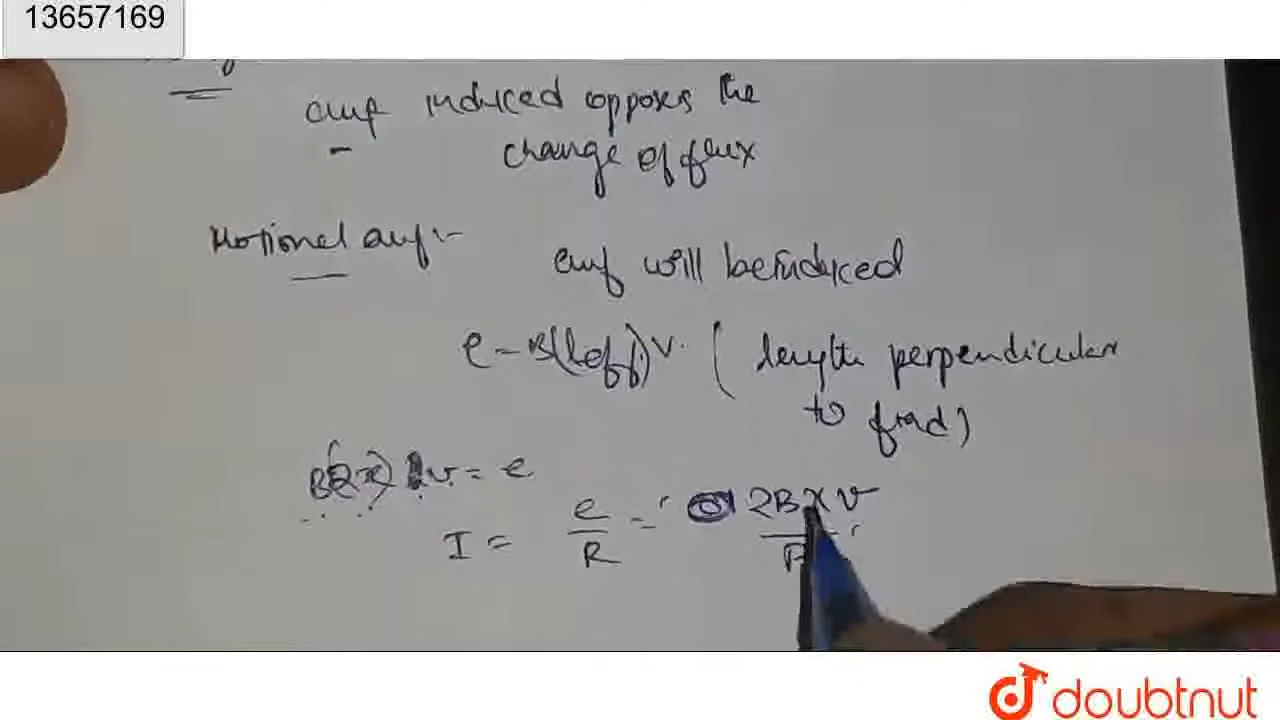 13657169
emf induced opposes the
change of flux
Motional emf:-
emf will be induced
e = B(leff)v. ( length perpendicular
to field)
B(2x)v = e
I = e/R = 2Bxv/R
doubtnut